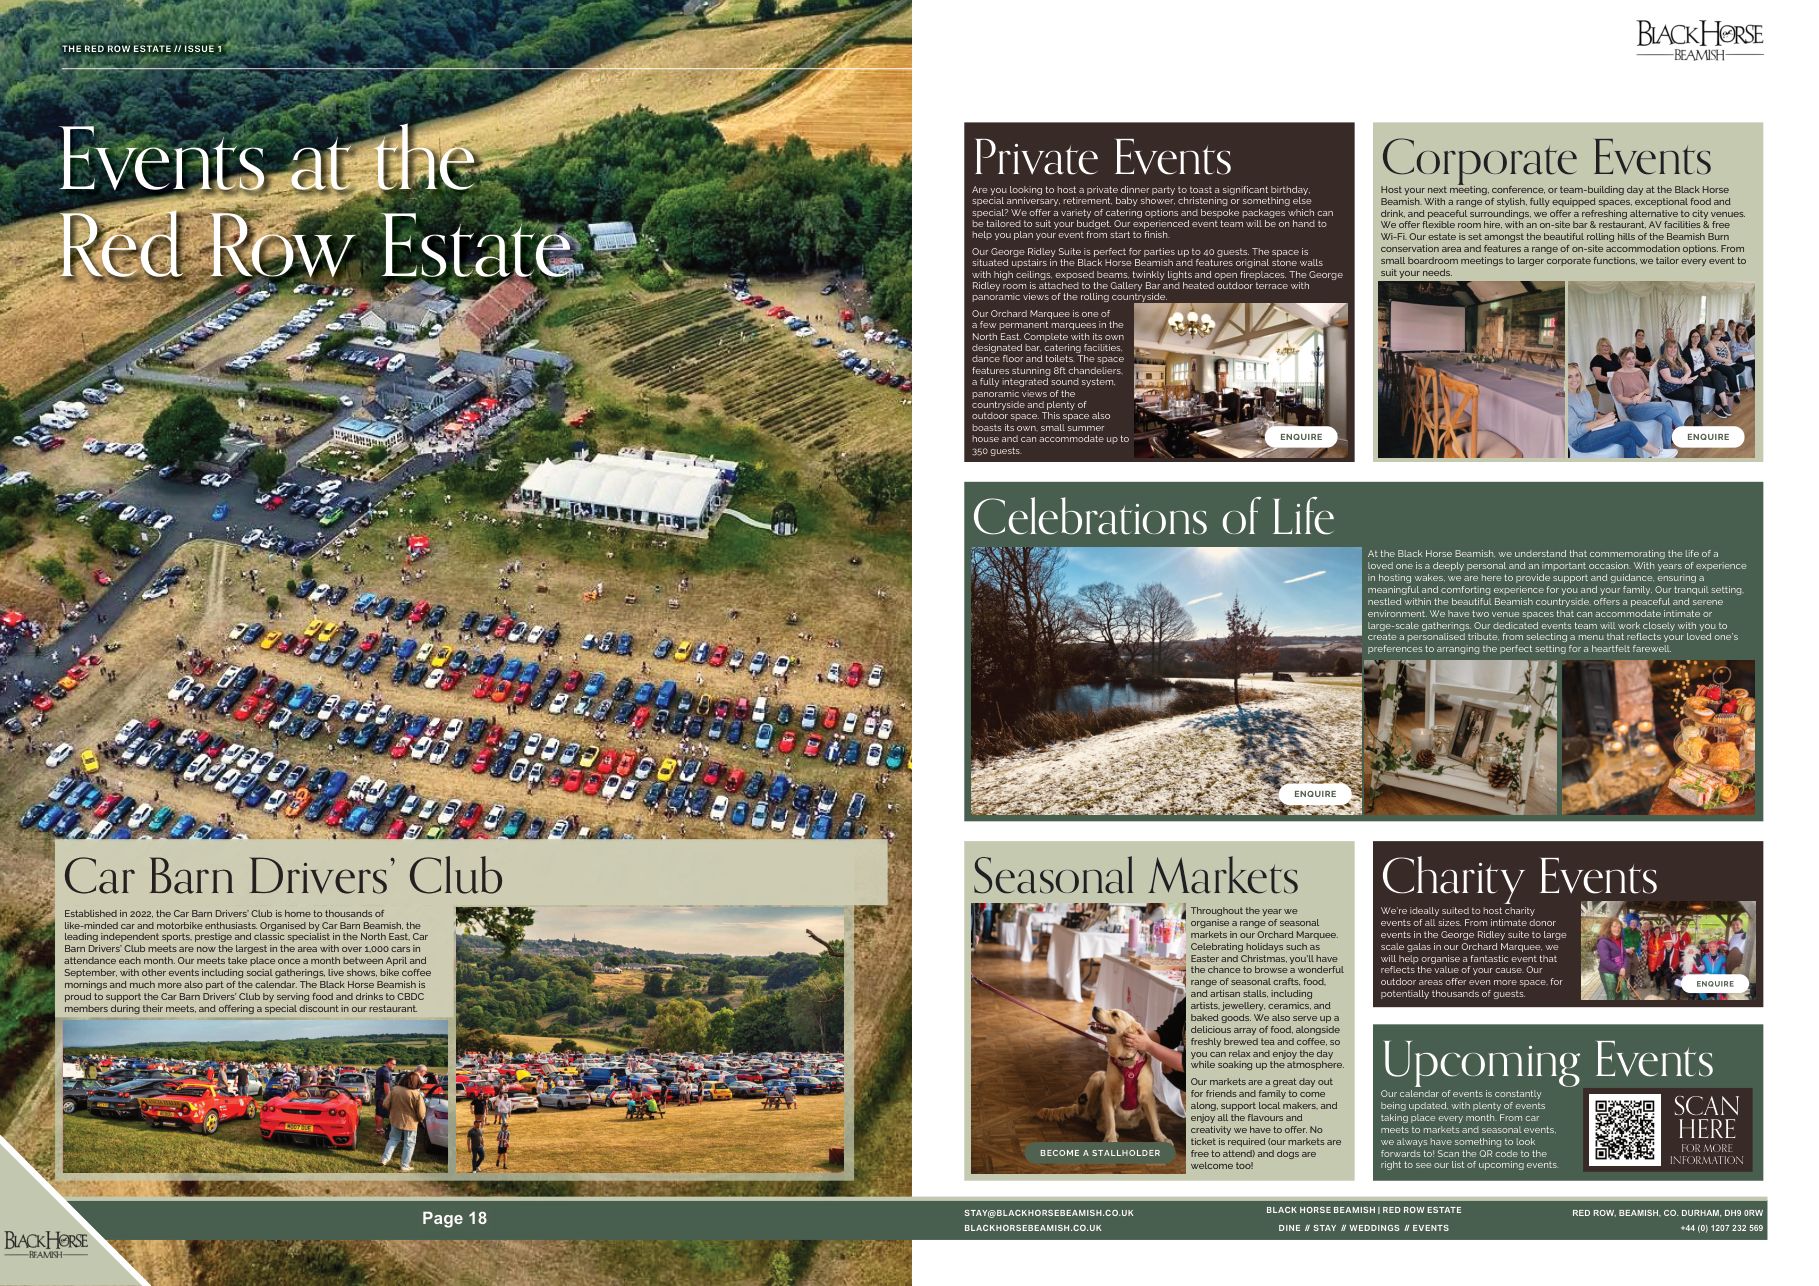 THE RED ROW ESTATE // ISSUE 1
Events at the
Red Row Estate
Car Barn Drivers' Club
Established in 2022, the Car Barn Drivers' Club is home to thousands of
like-minded car and motorbike enthusiasts. Organised by Car Barn Beamish, the
leading independent sports, prestige and classic specialist in the North East, Car
Barn Drivers' Club meets are now the largest in the area with over 1,000 cars in
attendance each month. Our meets take place once a month between April and
September, with other events including social gatherings, live shows, bike coffee
mornings and much more also part of the calendar. The Black Horse Beamish is
proud to support the Car Barn Drivers' Club by serving food and drinks to CBDC
members during their meets, and offering a special discount in our restaurant.
BLACK HORSE
BEAMISH
Page 18
BLACK HORSE
BEAMISH
Private Events
Are you looking to host a private dinner party to toast a significant birthday,
special anniversary, retirement, baby shower, christening or something else
special? We offer a variety of catering options and bespoke packages which can
be tailored to suit your budget. Our experienced event team will be on hand to
help you plan your event from start to finish.
Our George Ridley Suite is perfect for parties up to 40 guests. The space is
situated upstairs in the Black Horse Beamish and features original stone walls
with high ceilings, exposed beams, twinkly lights and open fireplaces. The George
Ridley room is attached to the Gallery Bar and heated outdoor terrace with
panoramic views of the rolling countryside.
Our Orchard Marquee is one of
a few permanent marquees in the
North East. Complete with its own
designated bar, catering facilities,
dance floor and toilets. The space
features stunning 8ft chandeliers,
a fully integrated sound system,
panoramic views of the
countryside and plenty of
outdoor space. This space also
boasts its own, small summer
house and can accommodate up to
350 guests.
ENQUIRE
Corporate Events
Host your next meeting, conference, or team-building day at the Black Horse
Beamish. With a range of stylish, fully equipped spaces, exceptional food and
drink, and peaceful surroundings, we offer a refreshing alternative to city venues.
We offer flexible room hire, with an on-site bar & restaurant, AV facilities & free
Wi-Fi. Our estate is set amongst the beautiful rolling hills of the Beamish Burn
conservation area and features a range of on-site accommodation options. From
small boardroom meetings to larger corporate functions, we tailor every event to
suit your needs.
ENQUIRE
Celebrations of Life
At the Black Horse Beamish, we understand that commemorating the life of a
loved one is a deeply personal and an important occasion. With years of experience
in hosting wakes, we are here to provide support and guidance, ensuring a
meaningful and comforting experience for you and your family. Our tranquil setting,
nestled within the beautiful Beamish countryside, offers a peaceful and serene
environment. We have two venue spaces that can accommodate intimate or
large-scale gatherings. Our dedicated events team will work closely with you to
create a personalised tribute, from selecting a menu that reflects your loved one's
preferences to arranging the perfect setting for a heartfelt farewell.
ENQUIRE
Seasonal Markets
Throughout the year we
organise a range of seasonal
markets in our Orchard Marquee.
Celebrating holidays such as
Easter and Christmas, you'll have
the chance to browse a wonderful
range of seasonal crafts, food,
and artisan stalls, including
artists, jewellery, ceramics, and
baked goods. We also serve up a
delicious array of food, alongside
freshly brewed tea and coffee, so
you can relax and enjoy the day
while soaking up the atmosphere.
Our markets are a great day out
for friends and family to come
along, support local makers, and
enjoy all the flavours and
creativity we have to offer. No
ticket is required (our markets are
free to attend) and dogs are
welcome too!
BECOME A STALLHOLDER
Charity Events
We're ideally suited to host charity
events of all sizes. From intimate donor
events in the George Ridley suite to large
scale galas in our Orchard Marquee, we
will help organise a fantastic event that
reflects the value of your cause. Our
outdoor areas offer even more space, for
potentially thousands of guests.
ENQUIRE
Upcoming Events
Our calendar of events is constantly
being updated, with plenty of events
taking place every month. From car
meets to markets and seasonal events,
we always have something to look
forwards to! Scan the QR code to the
right to see our list of upcoming events.
SCAN
HERE
FOR MORE
INFORMATION
STAY@BLACKHORSEBEAMISH.CO.UK
BLACKHORSEBEAMISH.CO.UK
BLACK HORSE BEAMISH | RED ROW ESTATE
DINE // STAY // WEDDINGS // EVENTS
RED ROW, BEAMISH, CO. DURHAM, DH9 0RW
+44 (0) 1207 232 569